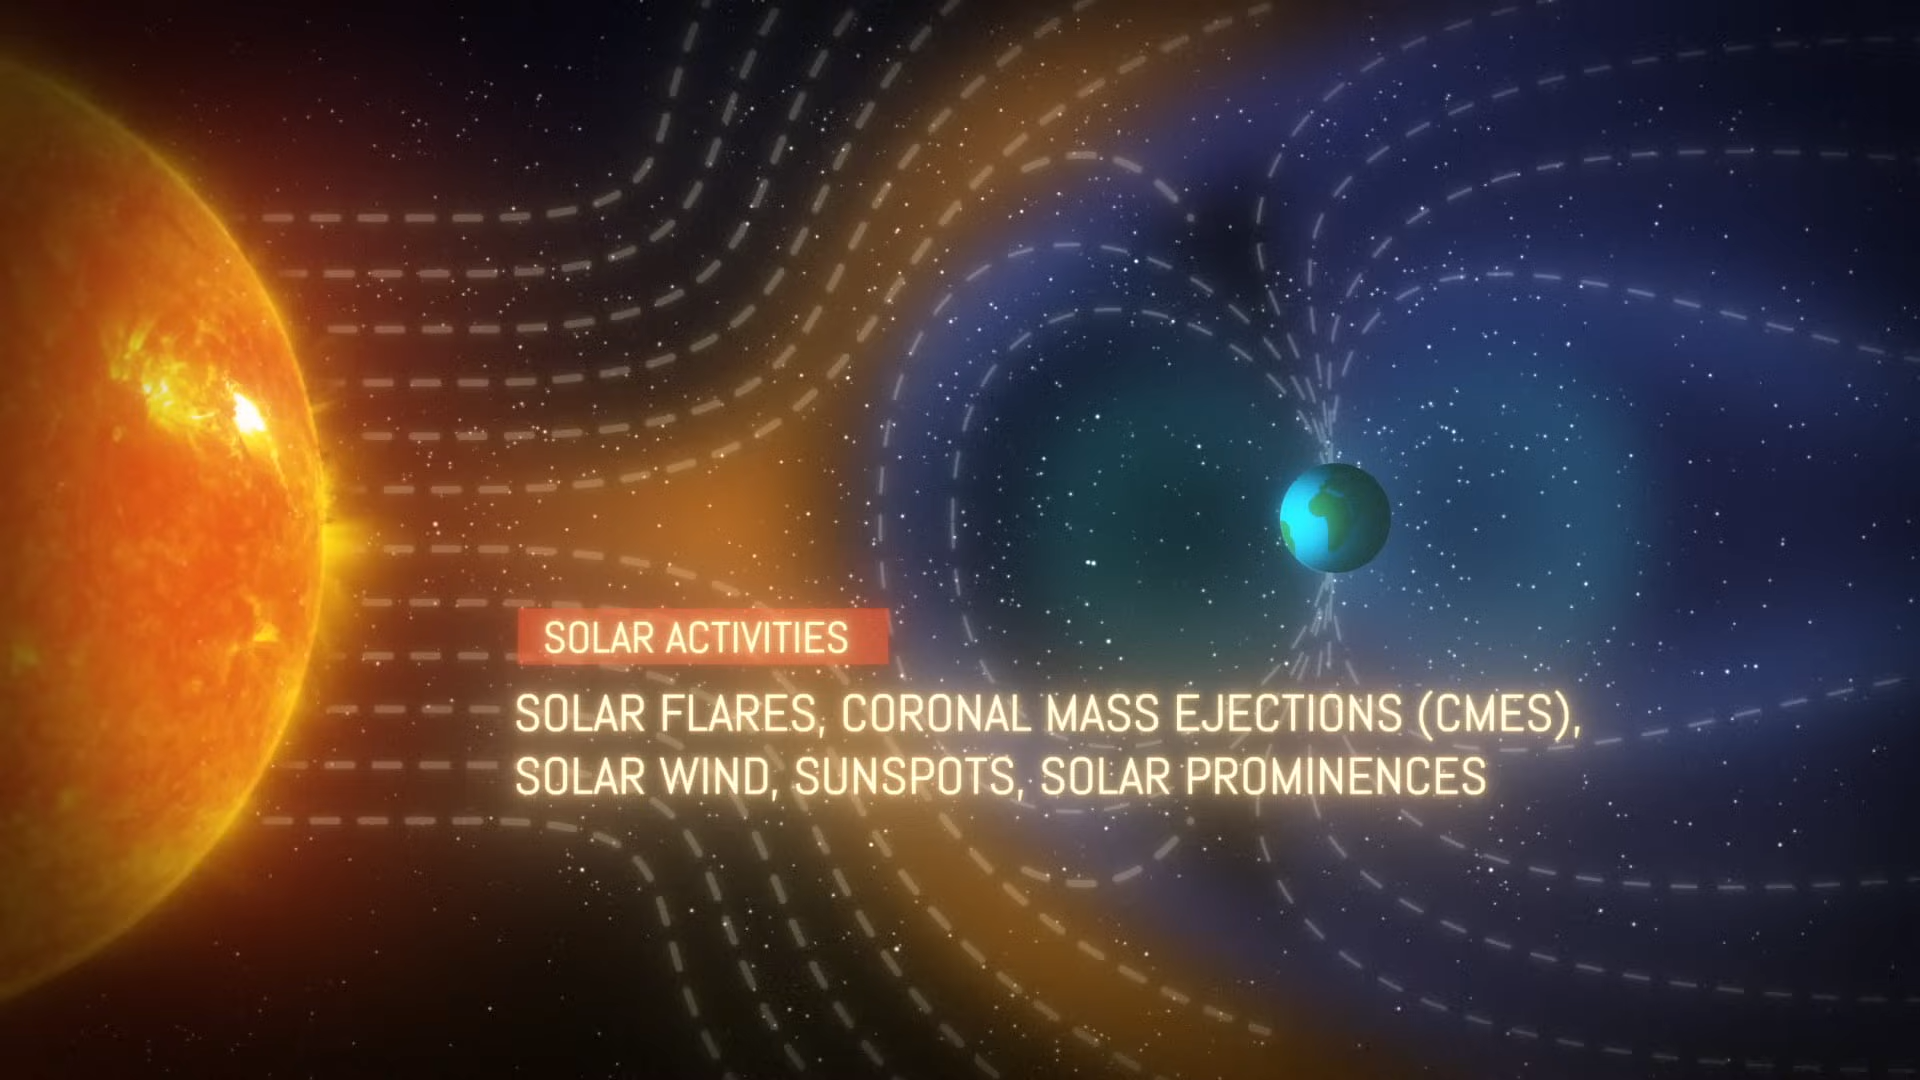 SOLAR ACTIVITIES
SOLAR FLARES, CORONAL MASS EJECTIONS (CMES),
SOLAR WIND, SUNSPOTS, SOLAR PROMINENCES